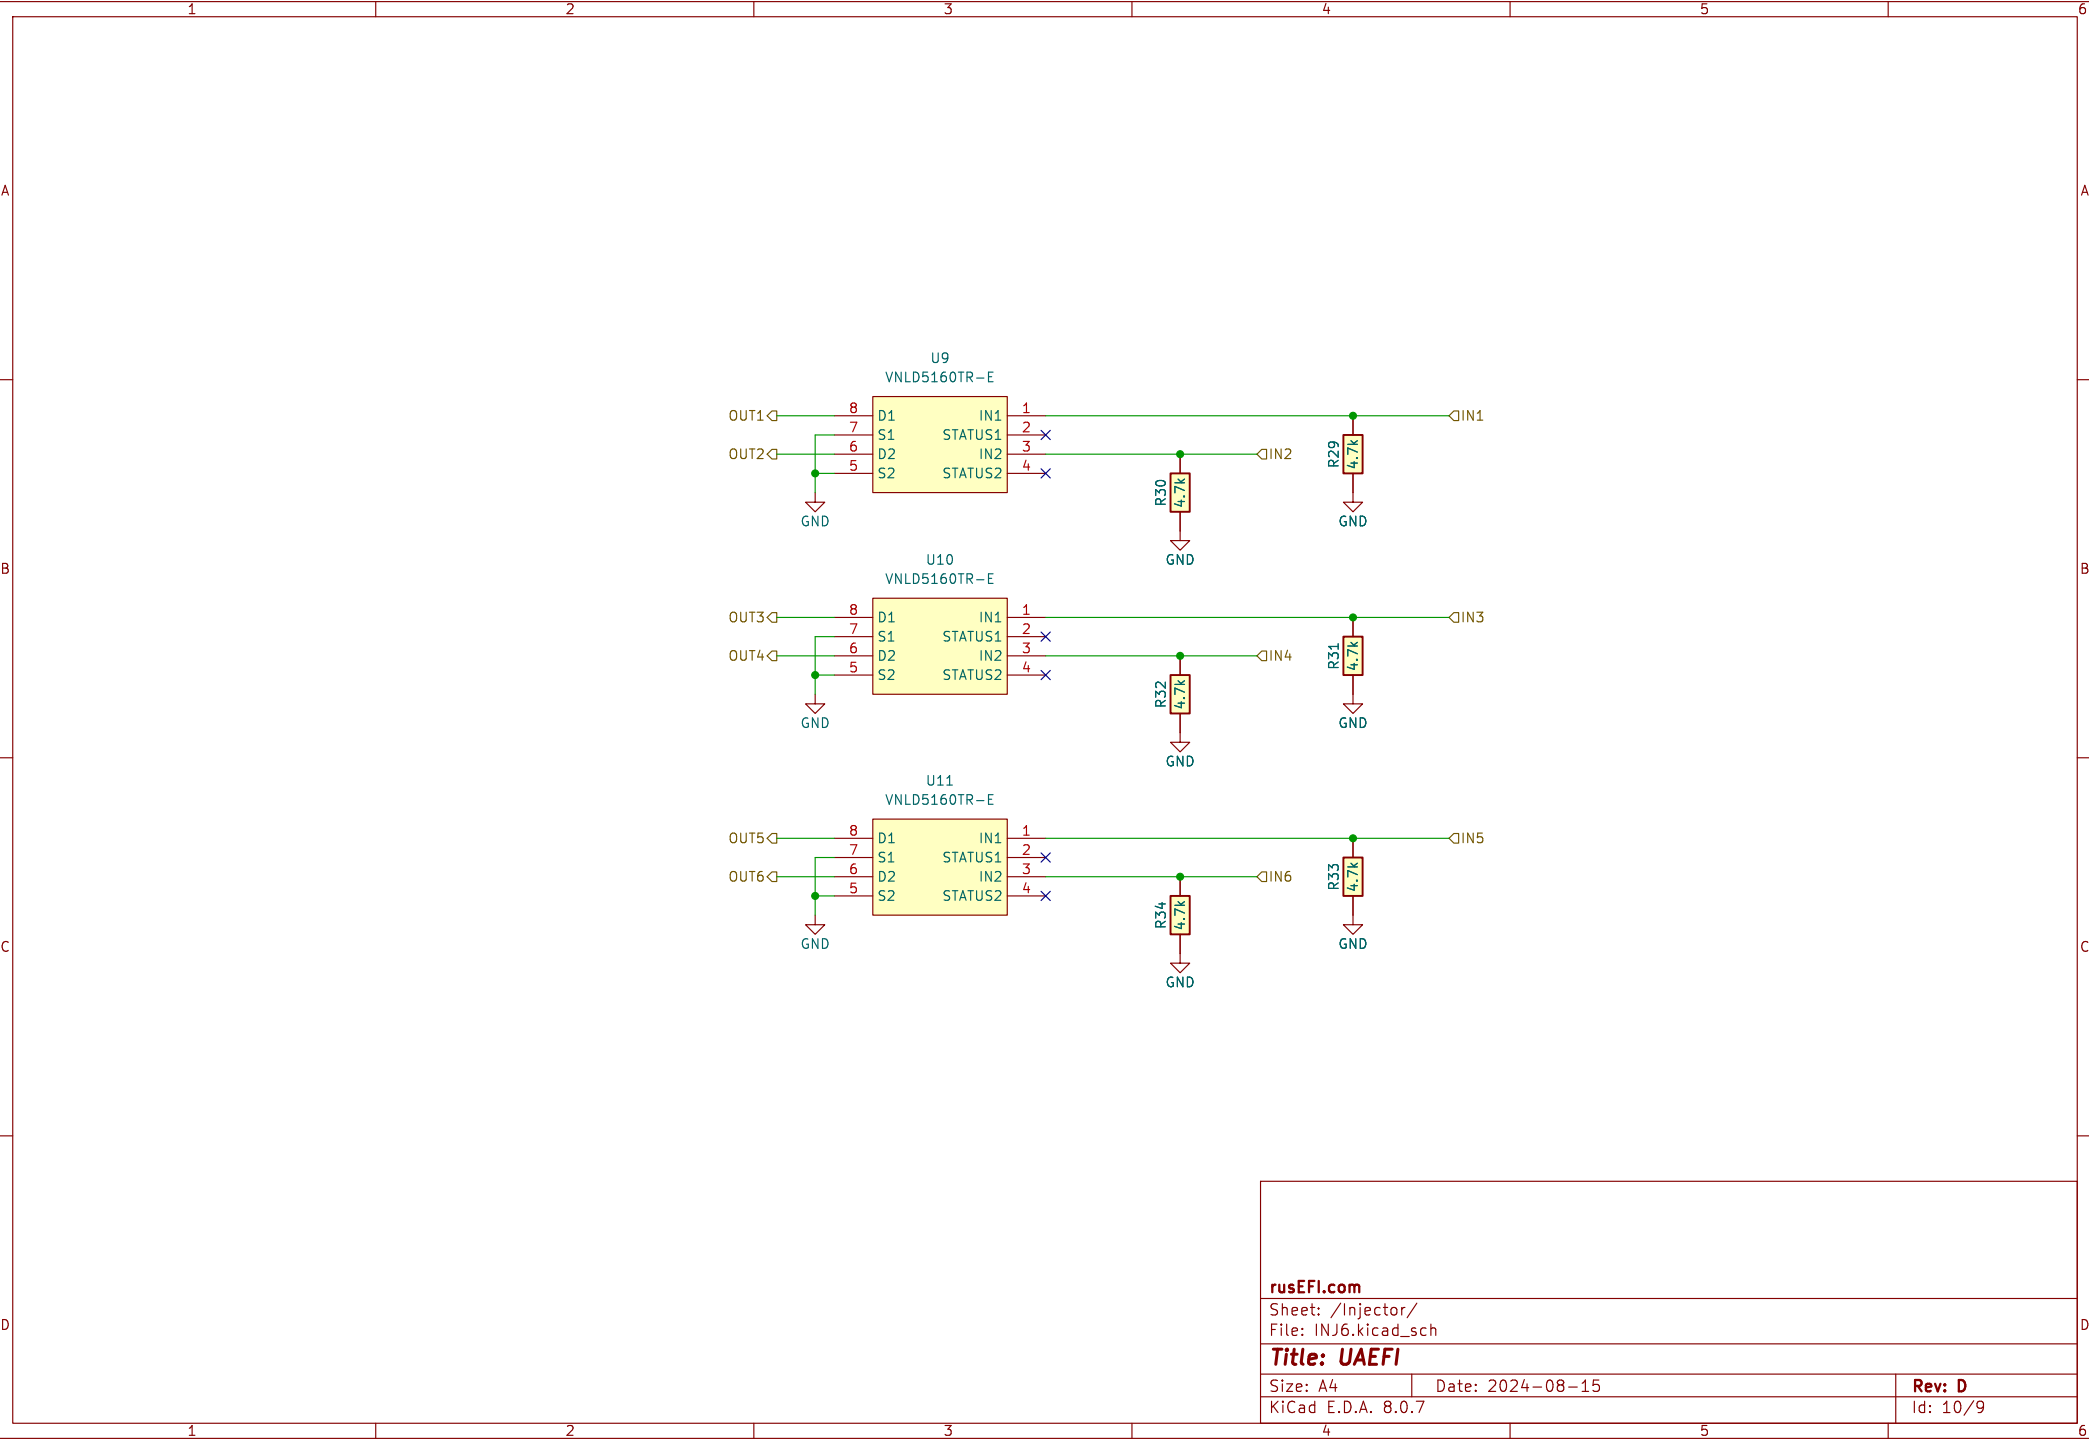 1 2 3 4 5 6
A A
U9
VNLD5160TR-E
OUT1 8 D1 IN1 1 IN1
7 S1 STATUS1 2
OUT2 6 D2 IN2 3 IN2
5 S2 STATUS2 4
R29 4.7k
R30 4.7k
GND GND
GND
B B
U10
VNLD5160TR-E
OUT3 8 D1 IN1 1 IN3
7 S1 STATUS1 2
OUT4 6 D2 IN2 3 IN4
5 S2 STATUS2 4
R31 4.7k
R32 4.7k
GND GND
GND
U11
VNLD5160TR-E
OUT5 8 D1 IN1 1 IN5
7 S1 STATUS1 2
OUT6 6 D2 IN2 3 IN6
5 S2 STATUS2 4
R33 4.7k
R34 4.7k
GND GND
C C
GND
rusEFI.com
Sheet: /Injector/
File: INJ6.kicad_sch
D D
Title: UAEFI
Size: A4 Date: 2024-08-15 Rev: D
KiCad E.D.A. 8.0.7 Id: 10/9
1 2 3 4 5 6